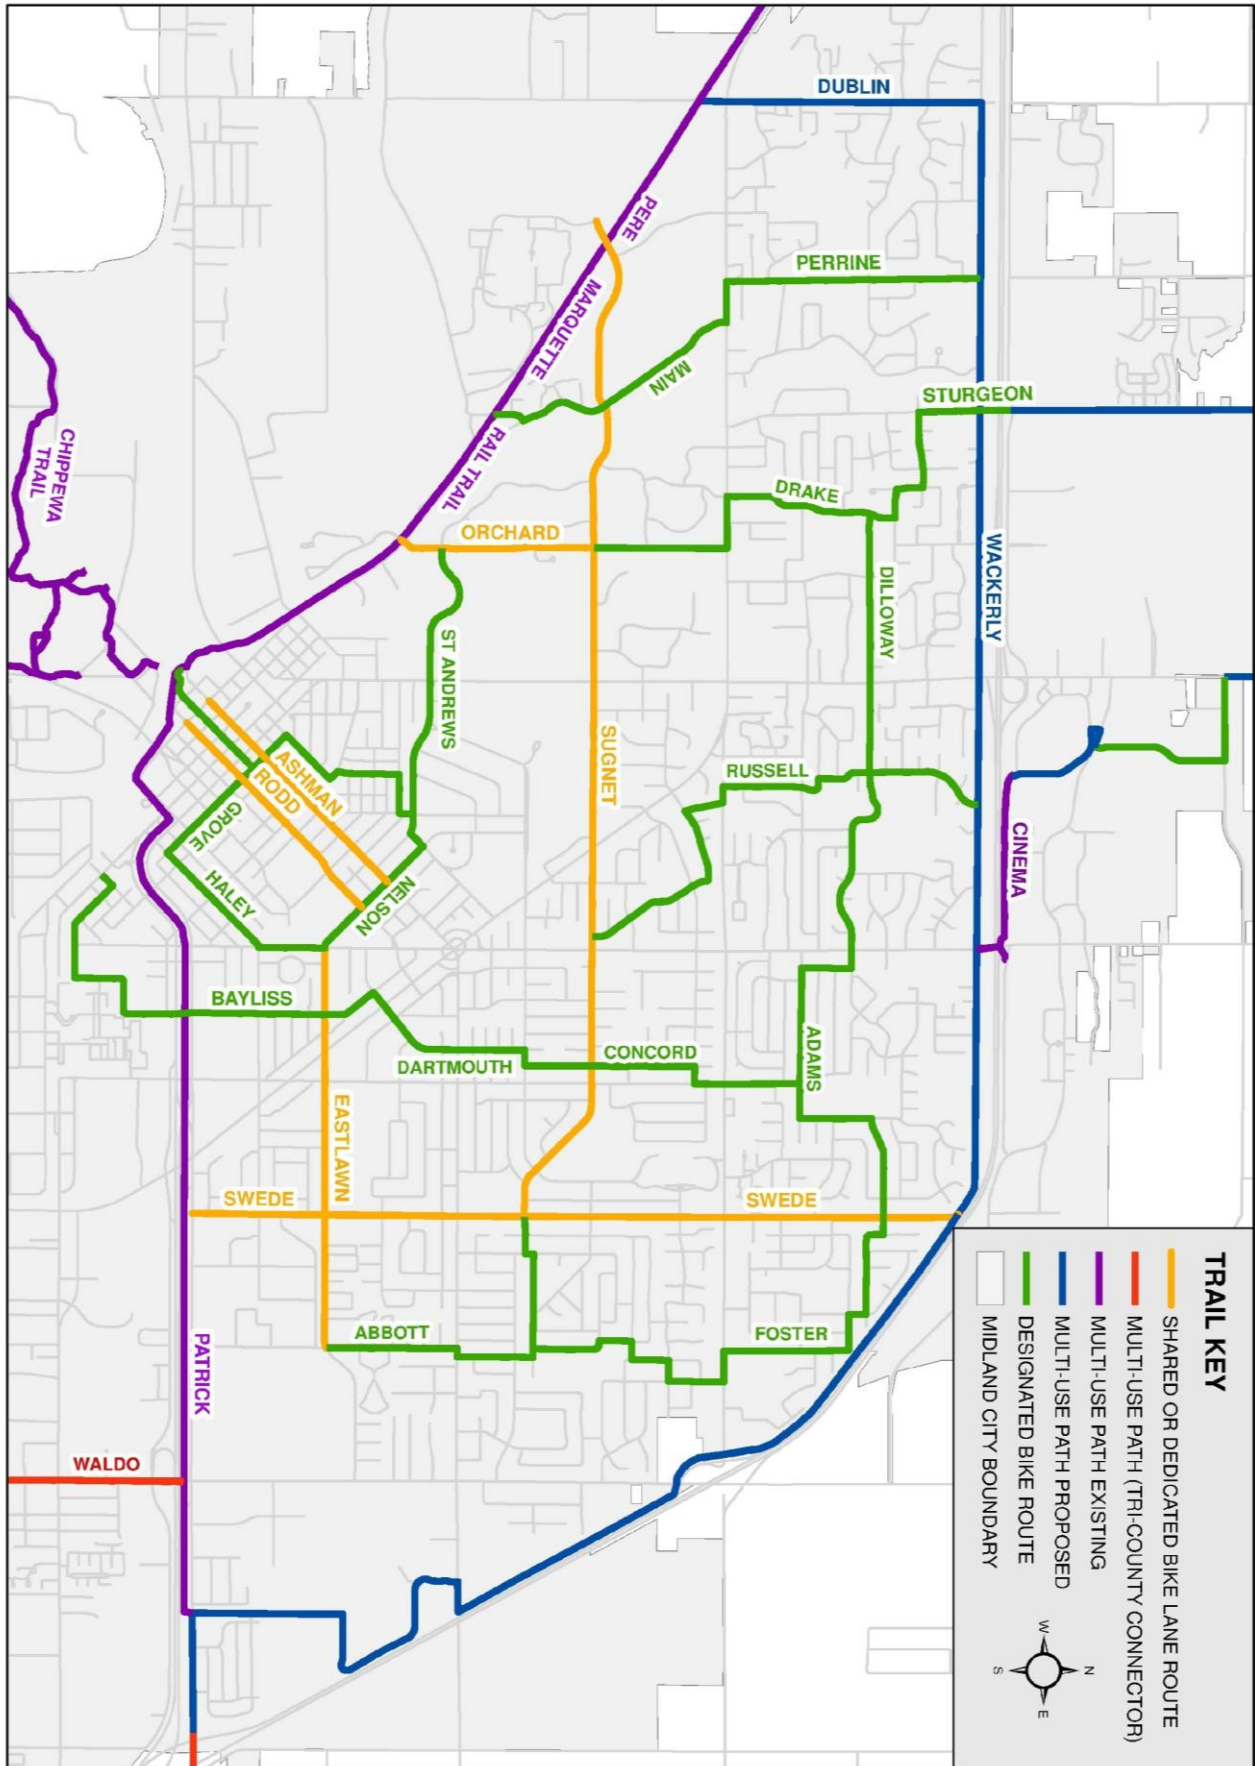 DUBLIN
PERE
PERRINE
MARQUETTE
MAIN
STURGEON
CHIPPEWA
TRAIL
RAIL TRAIL
DRAKE
ORCHARD
WACKERLY
DILLOWAY
ST ANDREWS
SUGNET
RUSSELL
ASHMAN
RODD
GROVE
HALEY
NELSON
CINEMA
BAYLISS
DARTMOUTH
CONCORD
ADAMS
EASTLAWN
SWEDE
SWEDE
ABBOTT
FOSTER
PATRICK
WALDO
TRAIL KEY
SHARED OR DEDICATED BIKE LANE ROUTE
MULTI-USE PATH (TRI-COUNTY CONNECTOR)
MULTI-USE PATH EXISTING
MULTI-USE PATH PROPOSED
DESIGNATED BIKE ROUTE
MIDLAND CITY BOUNDARY
N
W
E
S